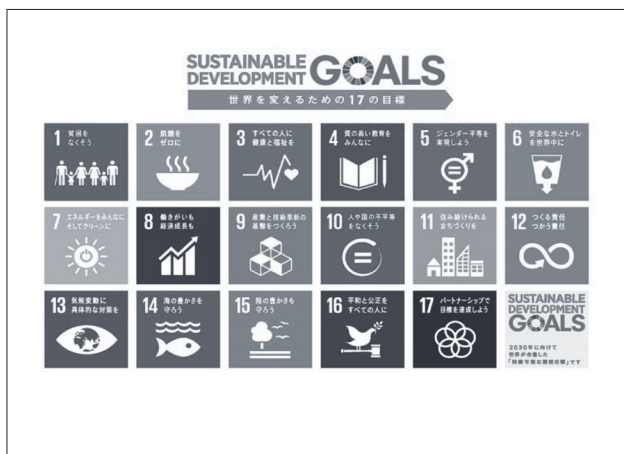 SUSTAINABLE
DEVELOPMENT
GOALS
世界を変えるための17の目標
1 貧困を
なくそう
2 飢餓を
ゼロに
3 すべての人に
健康と福祉を
4 質の高い教育を
みんなに
5 ジェンダー平等を
実現しよう
6 安全な水とトイレ
を世界中に
7 エネルギーをみんなに
そしてクリーンに
8 働きがいも
経済成長も
9 産業と技術革新の
基盤をつくろう
10 人や国の不平等
をなくそう
11 住み続けられる
まちづくりを
12 つくる責任
つかう責任
13 気候変動に
具体的な対策を
14 海の豊かさを
守ろう
15 陸の豊かさも
守ろう
16 平和と公正を
すべての人に
17 パートナーシップで
目標を達成しよう
SUSTAINABLE
DEVELOPMENT
GOALS
2030年に向けて
世界が合意した
「持続可能な開発目標」です